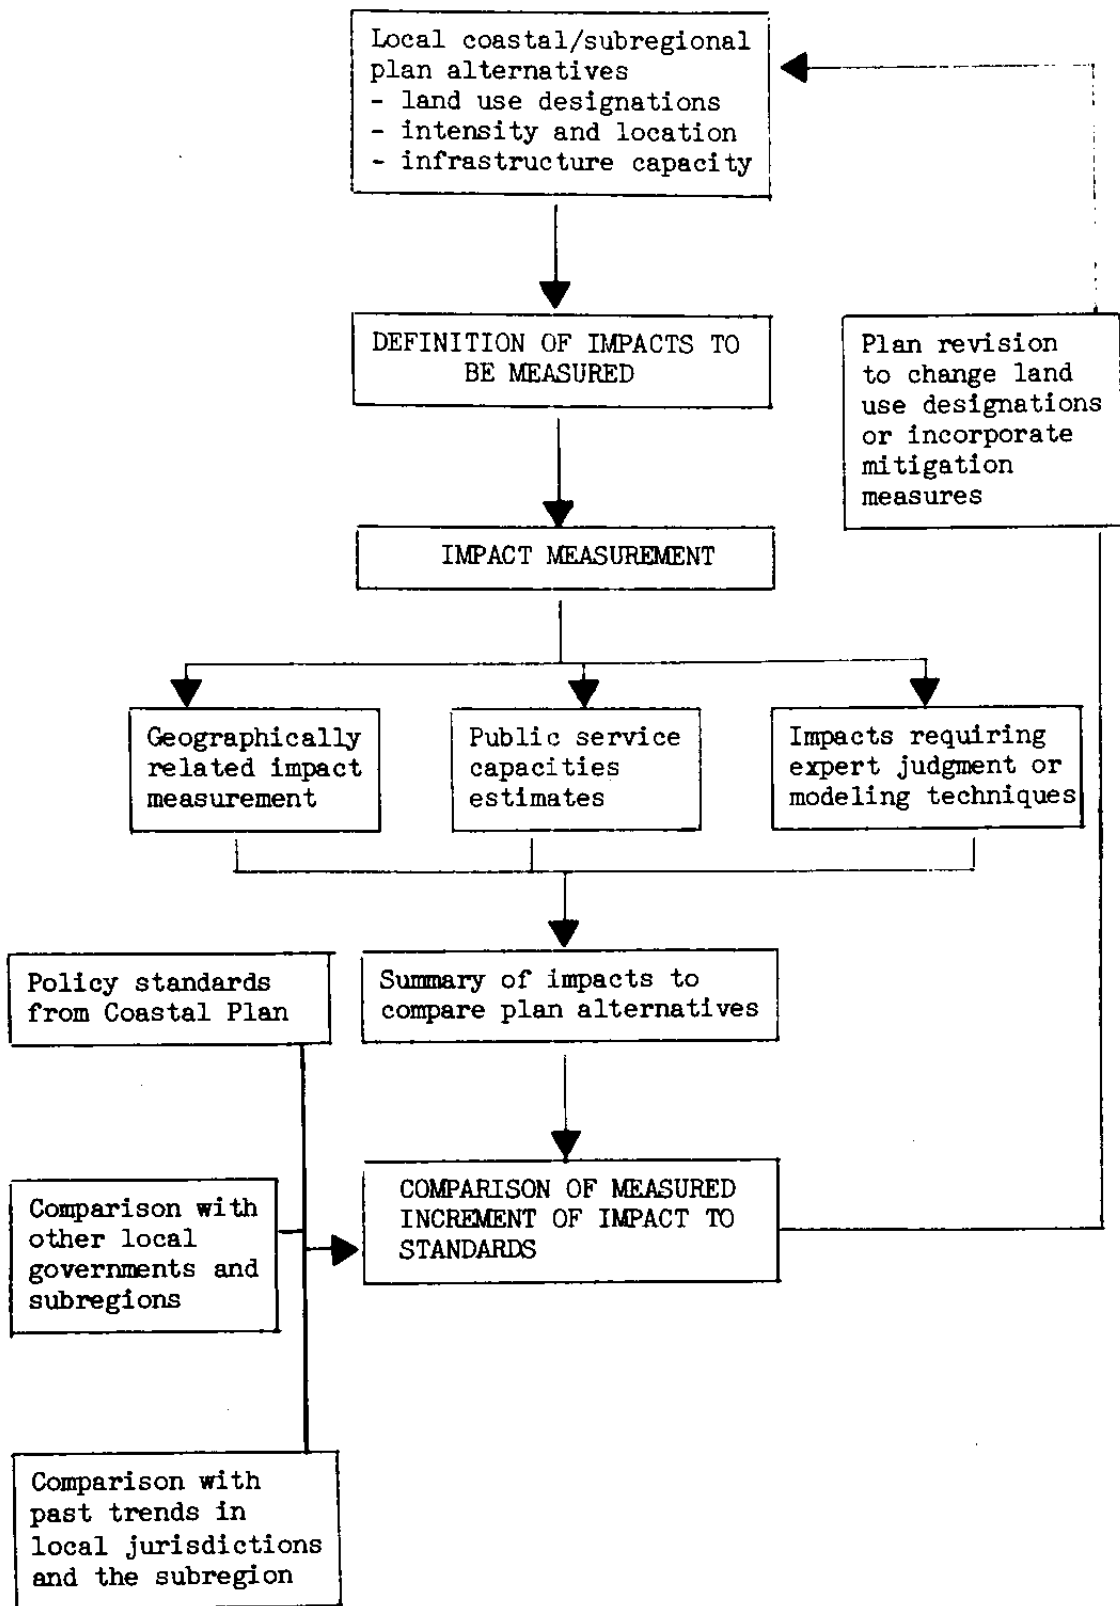 Local coastal/subregional
plan alternatives
- land use designations
- intensity and location
- infrastructure capacity
DEFINITION OF IMPACTS TO
BE MEASURED
Plan revision
to change land
use designations
or incorporate
mitigation
measures
IMPACT MEASUREMENT
Geographically
related impact
measurement
Public service
capacities
estimates
Impacts requiring
expert judgment or
modeling techniques
Policy standards
from Coastal Plan
Summary of impacts to
compare plan alternatives
Comparison with
other local
governments and
subregions
COMPARISON OF MEASURED
INCREMENT OF IMPACT TO
STANDARDS
Comparison with
past trends in
local jurisdictions
and the subregion